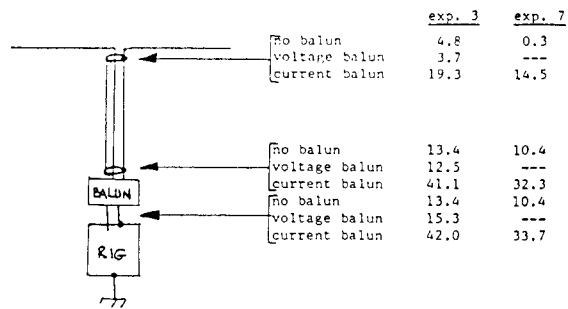 exp. 3 exp. 7
no balun 4.8 0.3
voltage balun 3.7 ---
current balun 19.3 14.5
no balun 13.4 10.4
voltage balun 12.5 ---
current balun 41.1 32.3
BALUN
no balun 13.4 10.4
voltage balun 15.3 ---
current balun 42.0 33.7
RIG